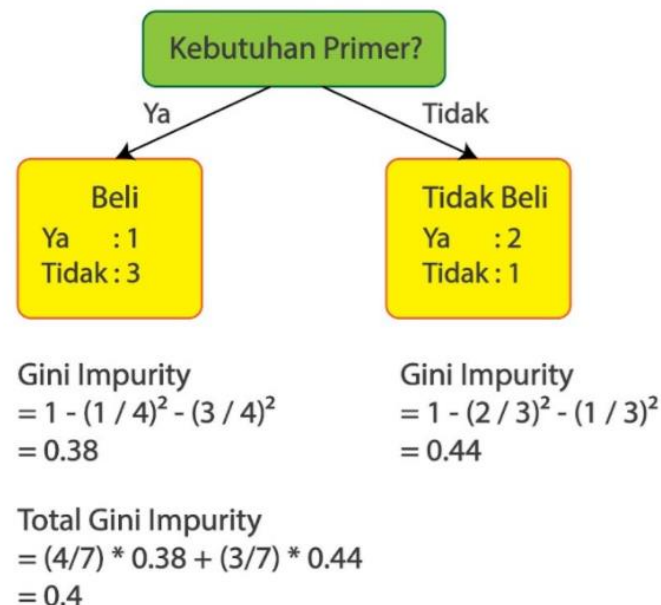 Kebutuhan Primer?
Ya
Tidak
Beli
Ya : 1
Tidak : 3
Tidak Beli
Ya : 2
Tidak : 1
Gini Impurity
= 1 - (1 / 4)² - (3 / 4)²
= 0.38
Gini Impurity
= 1 - (2 / 3)² - (1 / 3)²
= 0.44
Total Gini Impurity
= (4/7) * 0.38 + (3/7) * 0.44
= 0.4